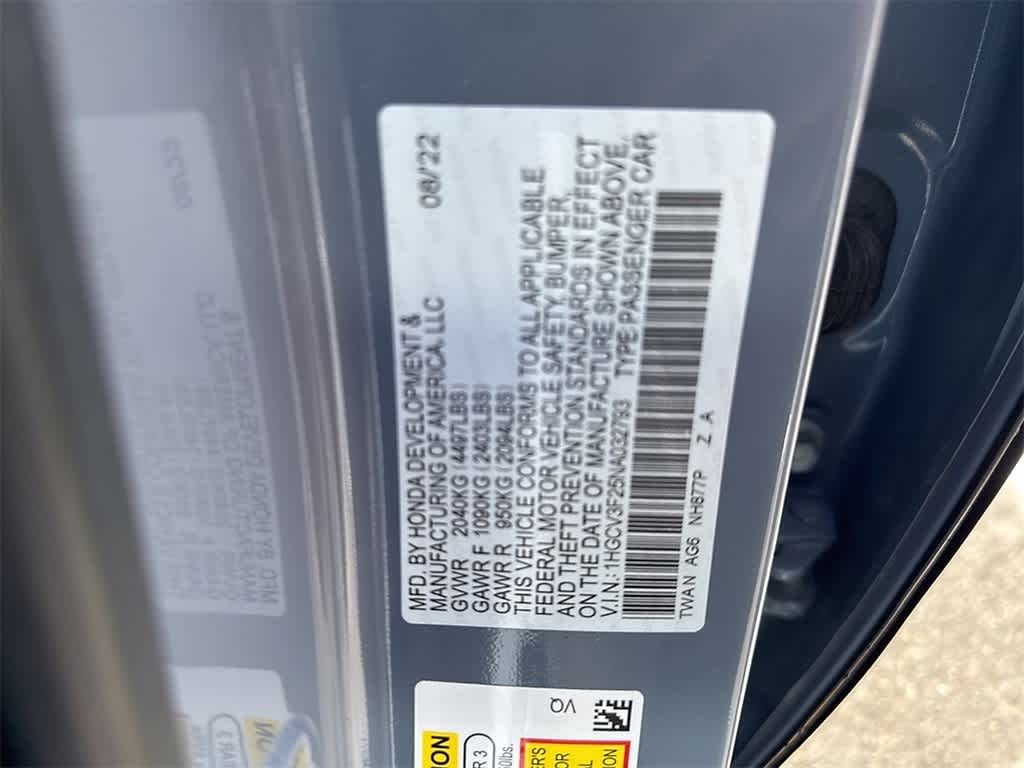 MFD. BY HONDA DEVELOPMENT &
MANUFACTURING OF AMERICA, LLC 08/22
GVWR 2040KG (4497LBS)
GAWR F 1090KG (2403LBS)
GAWR R 950KG (2094LBS)
THIS VEHICLE CONFORMS TO ALL APPLICABLE
FEDERAL MOTOR VEHICLE SAFETY, BUMPER,
AND THEFT PREVENTION STANDARDS IN EFFECT
ON THE DATE OF MANUFACTURE SHOWN ABOVE.
V.I.N.: 1HGCV3F25NA032793 TYPE:PASSENGER CAR
TWAN AG6 NH877P Z A
VQ